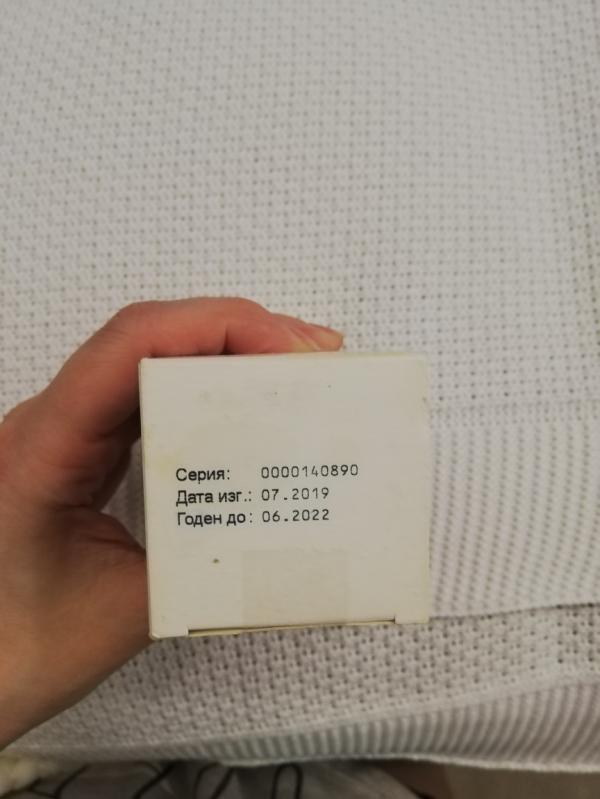 Серия: 0000140890
Дата изг.: 07.2019
Годен до: 06.2022